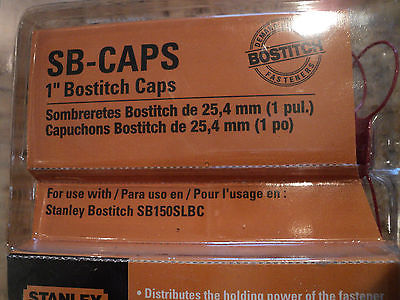 SB-CAPS
DEMAND
BOSTITCH
FASTENERS
1" Bostitch Caps
Sombreretes Bostitch de 25,4 mm (1 pul.)
Capuchons Bostitch de 25,4 mm (1 po)
For use with / Para uso en / Pour l'usage en :
Stanley Bostitch SB150SLBC
STANLEY
• Distributes the holding power of the fastener